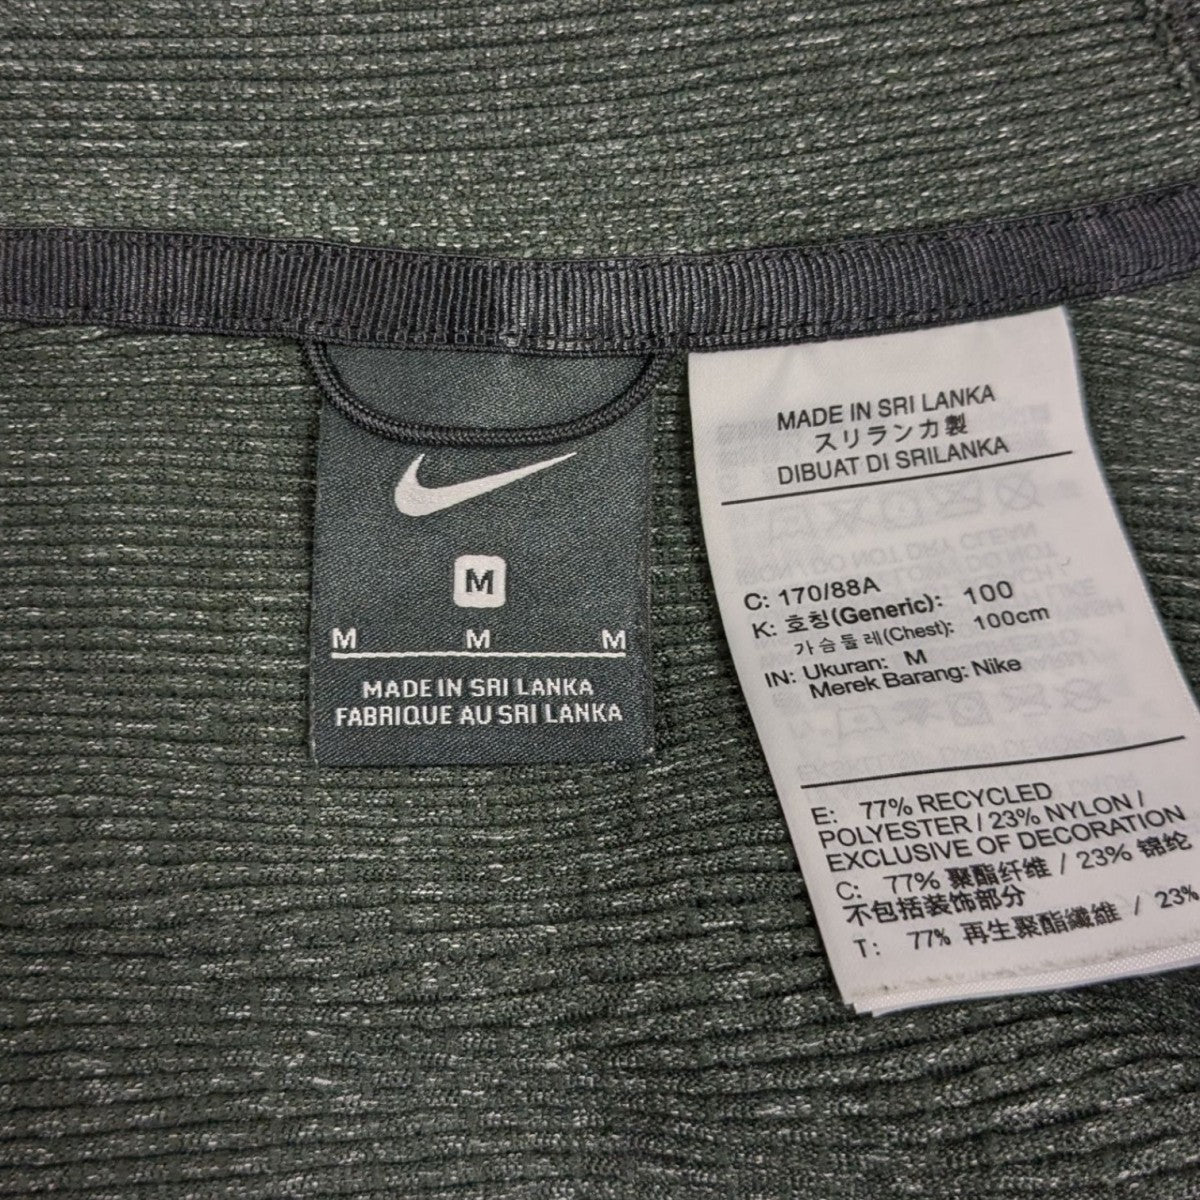 M
M M M
MADE IN SRI LANKA
FABRIQUE AU SRI LANKA
MADE IN SRI LANKA
スリランカ製
DIBUAT DI SRILANKA
C: 170/88A
K: 호칭(Generic): 100
가슴둘레(Chest): 100cm
IN: Ukuran: M
Merek Barang: Nike
E: 77% RECYCLED
POLYESTER / 23% NYLON /
EXCLUSIVE OF DECORATION
C: 77% 聚酯纤维 / 23% 锦纶
不包括装饰部分
T: 77% 再生聚酯纖維 / 23%